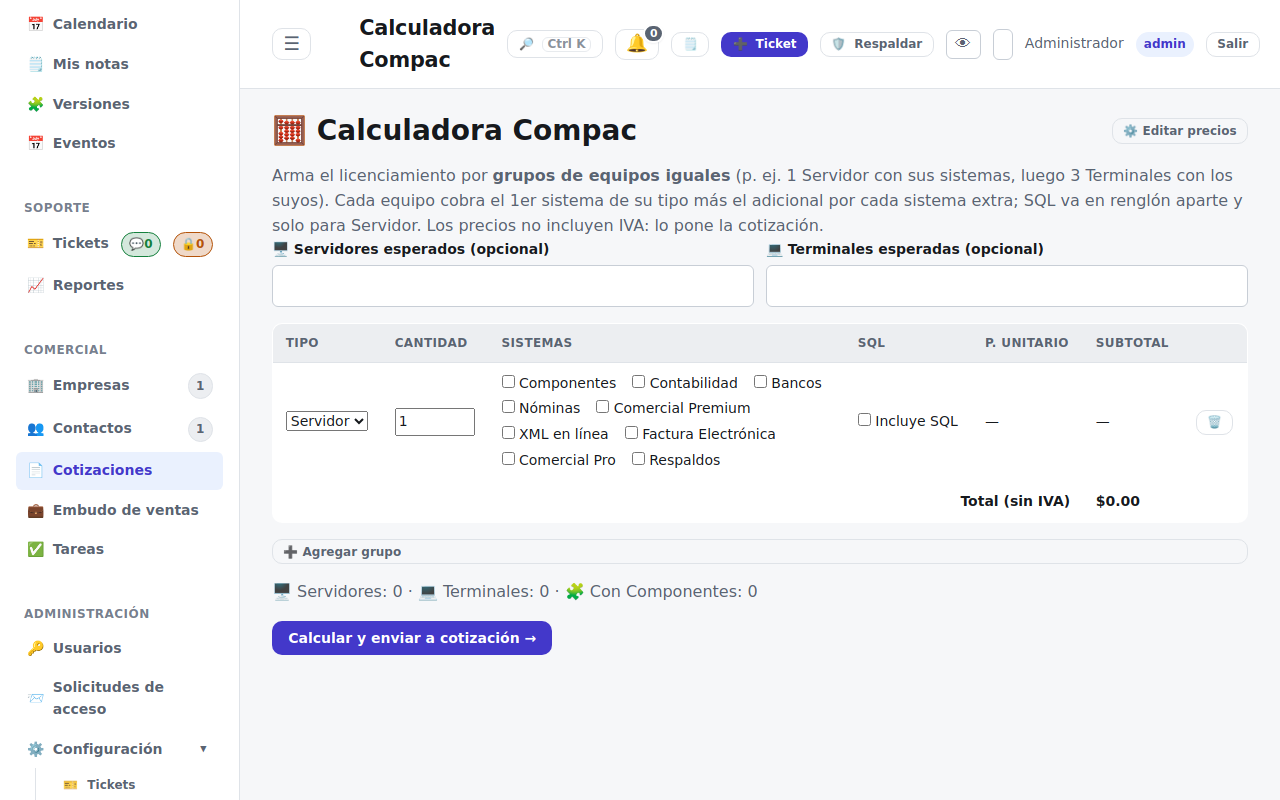 Calendario
Mis notas
Versiones
Eventos
SOPORTE
Tickets 0 0
Reportes
COMERCIAL
Empresas 1
Contactos 1
Cotizaciones
Embudo de ventas
Tareas
ADMINISTRACIÓN
Usuarios
Solicitudes de
acceso
Configuración
Tickets
Calculadora
Compac
Ctrl K
0
Ticket
Respaldar
Administrador
admin
Salir
Calculadora Compac
Editar precios
Arma el licenciamiento por grupos de equipos iguales (p. ej. 1 Servidor con sus sistemas, luego 3 Terminales con los
suyos). Cada equipo cobra el 1er sistema de su tipo más el adicional por cada sistema extra; SQL va en renglón aparte y
solo para Servidor. Los precios no incluyen IVA: lo pone la cotización.
Servidores esperados (opcional)
Terminales esperadas (opcional)
TIPO CANTIDAD SISTEMAS SQL P. UNITARIO SUBTOTAL
Servidor
1
Componentes Contabilidad Bancos
Nóminas Comercial Premium
XML en línea Factura Electrónica
Comercial Pro Respaldos
Incluye SQL
—
—
Total (sin IVA) $0.00
Agregar grupo
Servidores: 0 · Terminales: 0 · Con Componentes: 0
Calcular y enviar a cotización →